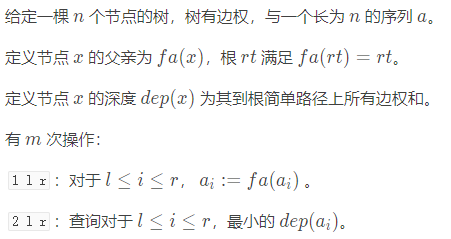 给定一棵 n 个节点的树，树有边权，与一个长为 n 的序列 a。
定义节点 x 的父亲为 fa(x)，根 rt 满足 fa(rt) = rt。
定义节点 x 的深度 dep(x) 为其到根简单路径上所有边权和。
有 m 次操作：
1 l r ：对于 l ≤ i ≤ r，a_i := fa(a_i) 。
2 l r ：查询对于 l ≤ i ≤ r，最小的 dep(a_i)。